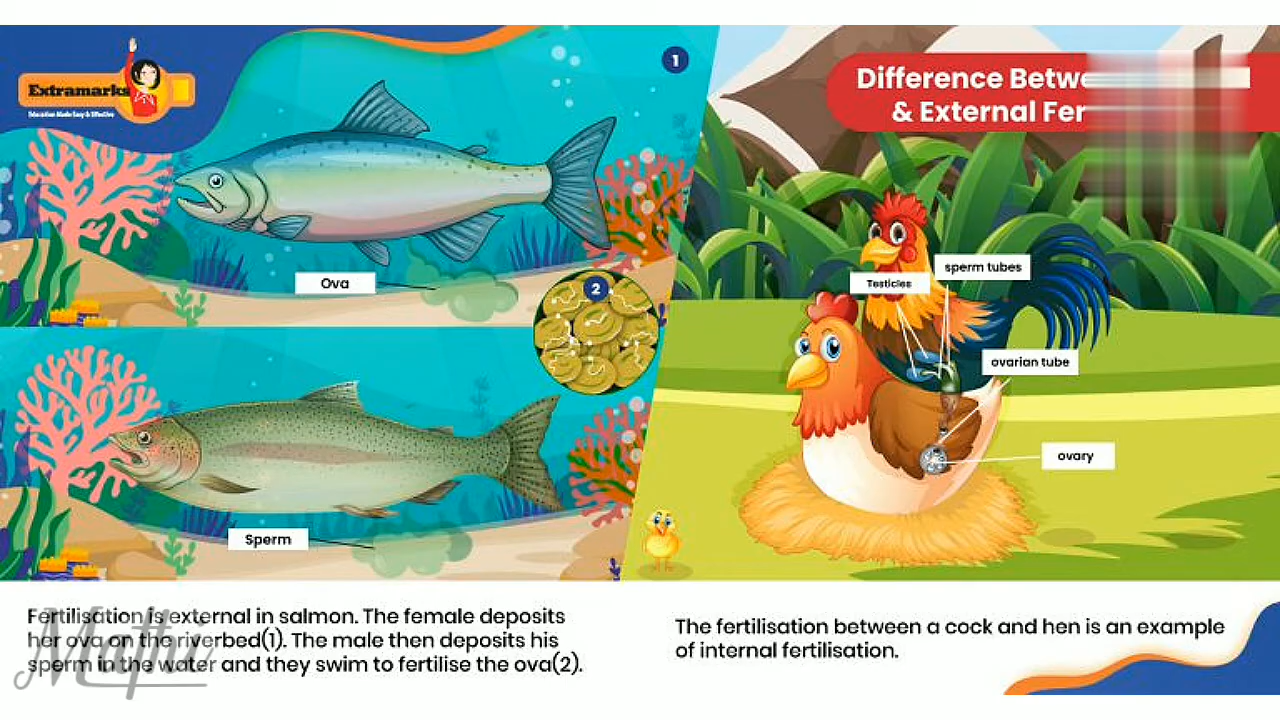 Extramarks
Education Made Easy & Effective
1
Difference Betwe
& External Fer
2
Ova
Sperm
Testicles
sperm tubes
ovarian tube
ovary
Fertilisation is external in salmon. The female deposits
her ova on the riverbed(1). The male then deposits his
sperm in the water and they swim to fertilise the ova(2).
The fertilisation between a cock and hen is an example
of internal fertilisation.